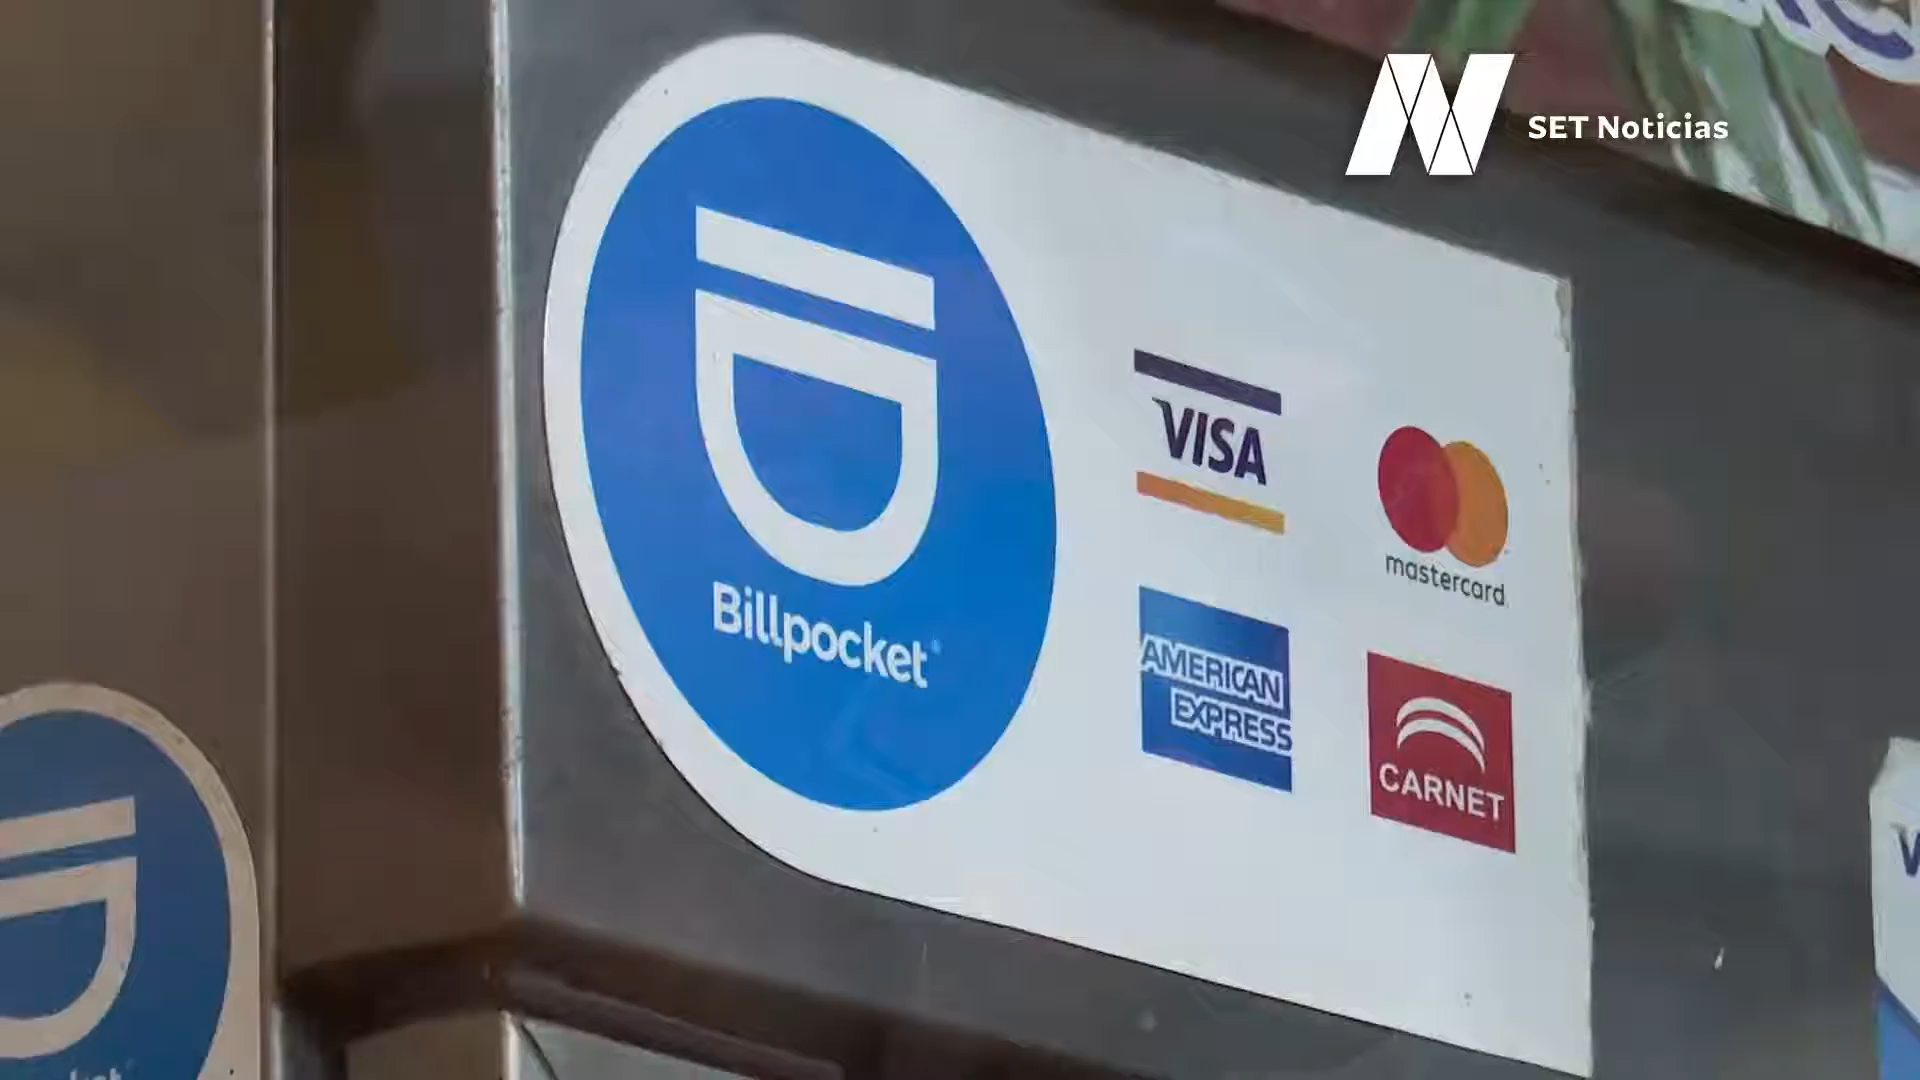 SET Noticias
Billpocket
VISA
mastercard
AMERICAN
EXPRESS
CARNET